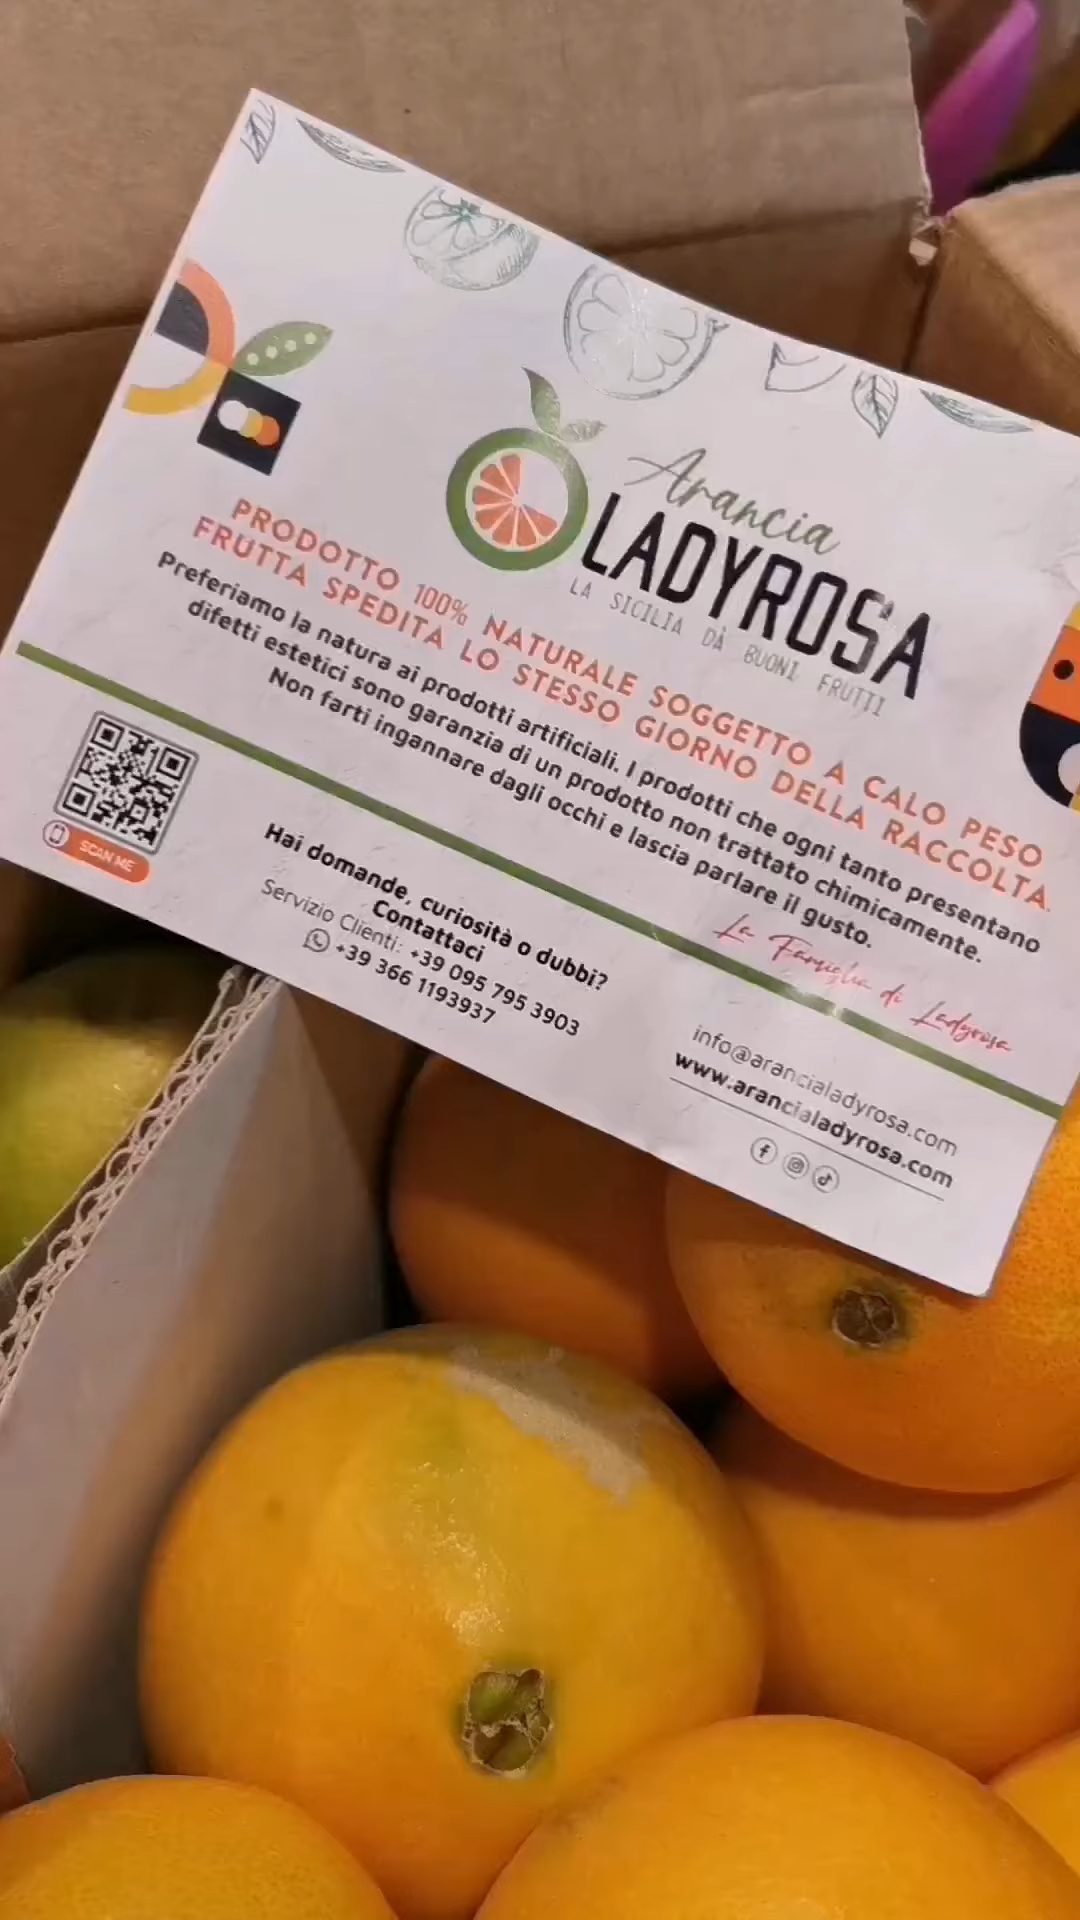 Arancia
LADYROSA
LA SICILIA DÀ BUONI FRUTTI
PRODOTTO 100% NATURALE SOGGETTO A CALO PESO
FRUTTA SPEDITA LO STESSO GIORNO DELLA RACCOLTA.
Preferiamo la natura ai prodotti artificiali. I prodotti che ogni tanto presentano
difetti estetici sono garanzia di un prodotto non trattato chimicamente.
Non farti ingannare dagli occhi e lascia parlare il gusto.
La Famiglia di Ladyrosa
SCAN ME
Hai domande, curiosità o dubbi?
Contattaci
Servizio Clienti: +39 095 795 3903
+39 366 1193937
info@arancialadyrosa.com
www.arancialadyrosa.com